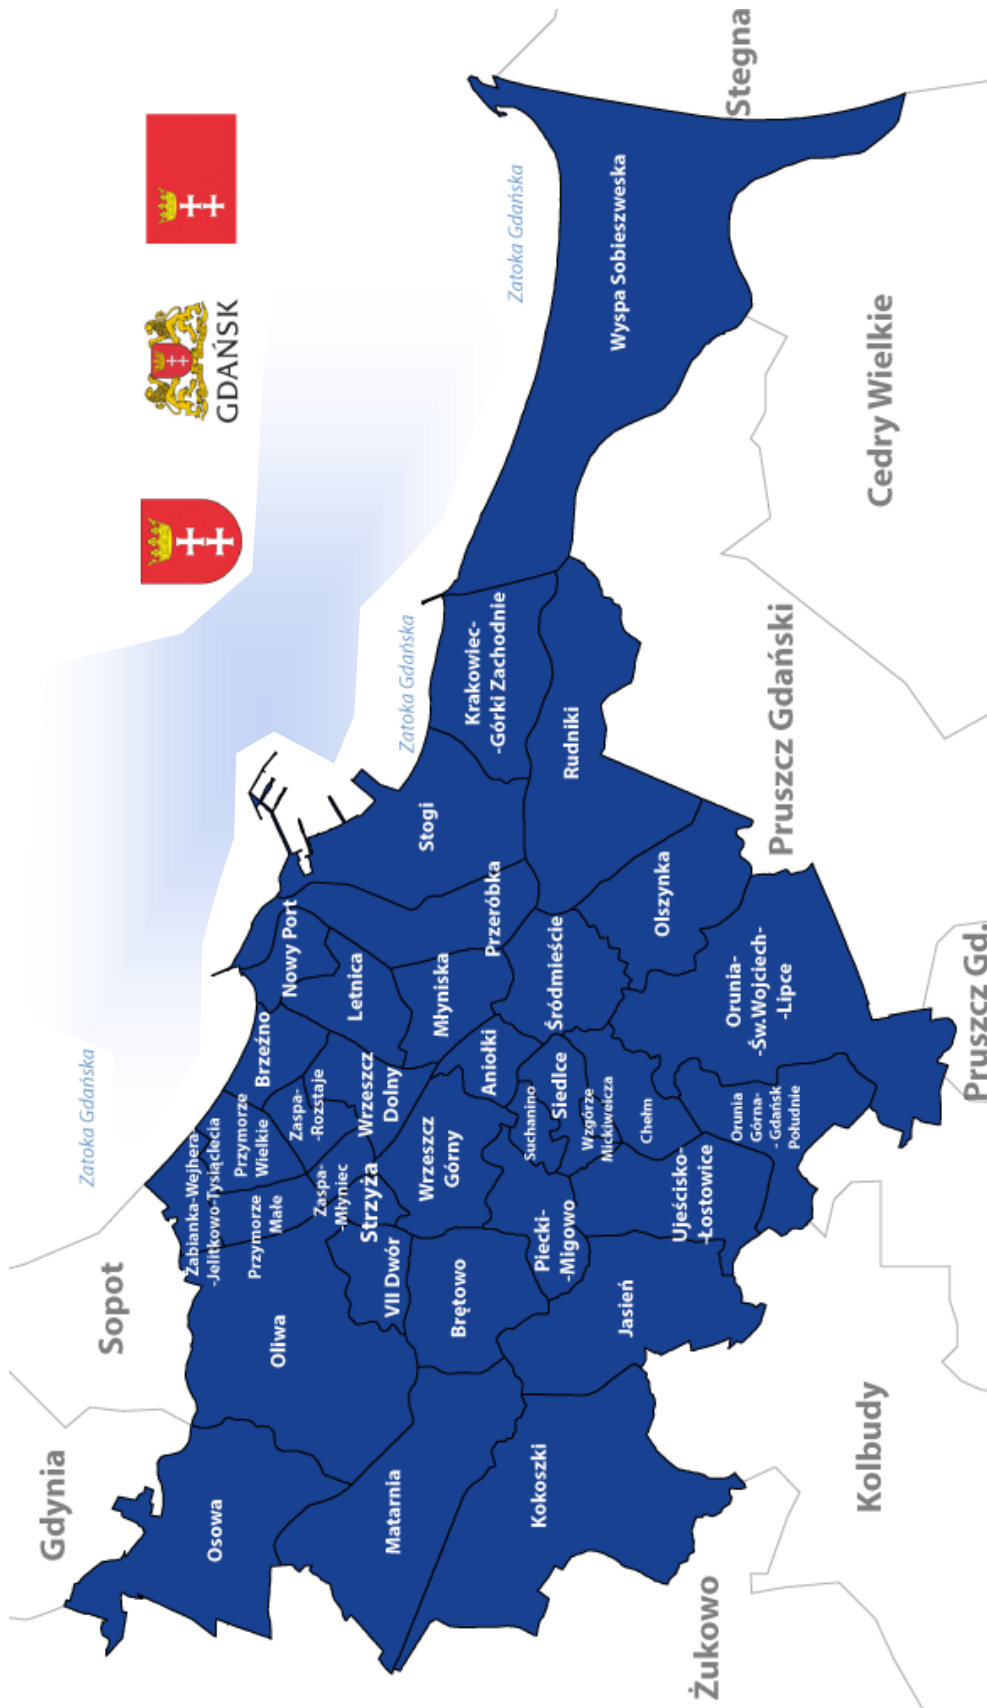 Gdynia
Sopot
Zatoka Gdańska
GDAŃSK
Zatoka Gdańska
Zatoka Gdańska
Osowa
Oliwa
Żabianka-Wejhera-
-Jelitkowo-Tysiąclecia
Przymorze
Wielkie
Przymorze
Małe
Brzeźno
Nowy Port
Zaspa-
-Rozstaje
Zaspa-
-Młyniec
Letnica
Wrzeszcz
Dolny
Strzyża
VII Dwór
Matarnia
Brętowo
Wrzeszcz
Górny
Młyniska
Stogi
Aniołki
Przeróbka
Krakowiec-
-Górki Zachodnie
Kokoszki
Piecki-
-Migowo
Suchanino
Siedlce
Śródmieście
Rudniki
Wyspa Sobieszweska
Wzgórze
Mickiweicza
Jasień
Chełm
Olszynka
Ujeścisko-
-Łostowice
Orunia
Górna-
-Gdańsk
Południe
Orunia-
-Św.Wojciech-
-Lipce
Żukowo
Kolbudy
Pruszcz Gdański
Pruszcz Gd.
Cedry Wielkie
Stegna